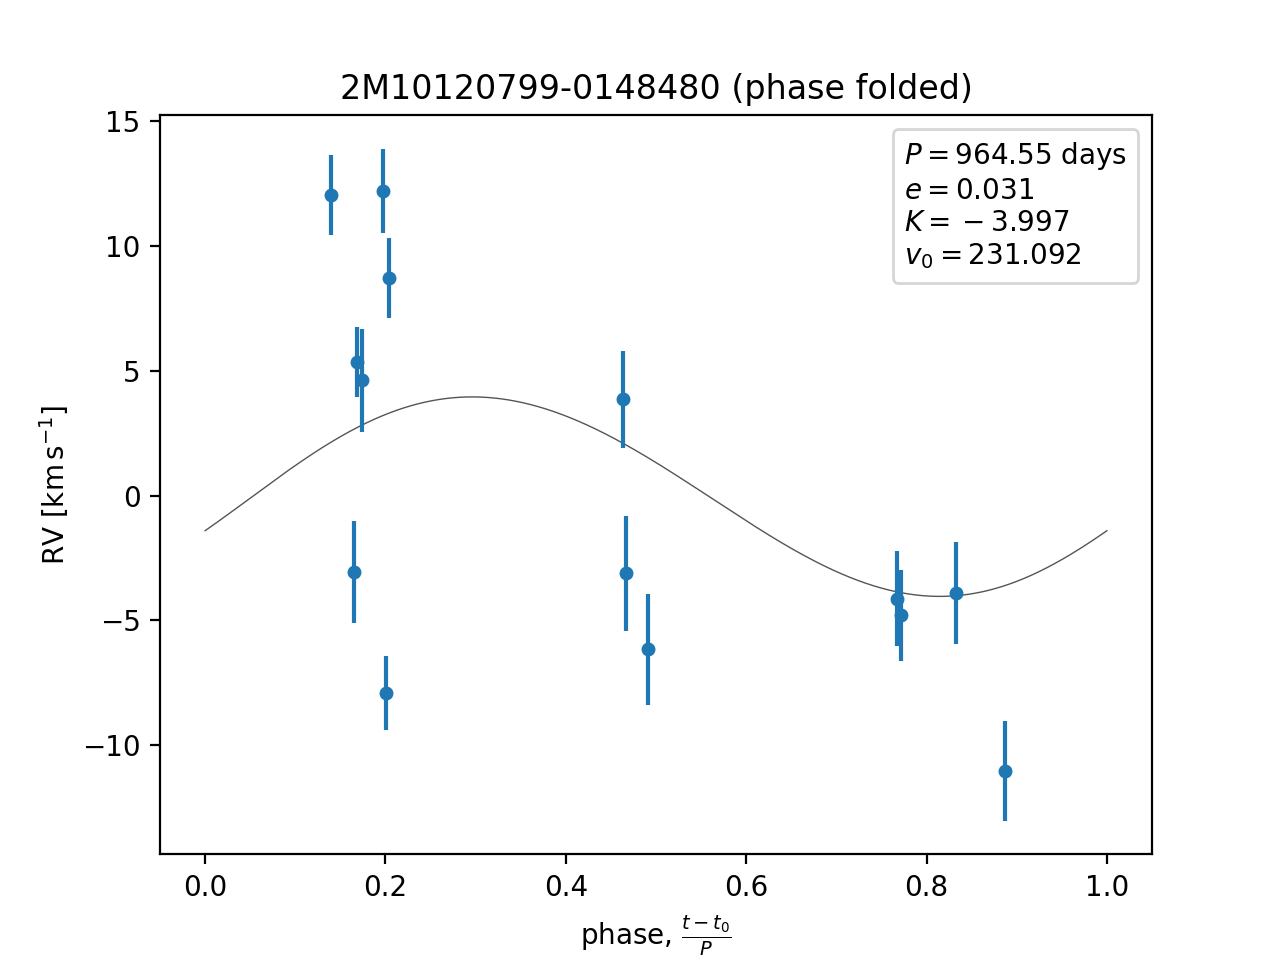 2M10120799-0148480 (phase folded)
15
10
5
0
−5
−10
RV [km s⁻¹]
P = 964.55 days
e = 0.031
K = −3.997
v₀ = 231.092
0.0 0.2 0.4 0.6 0.8 1.0
phase, (t − t₀)/P